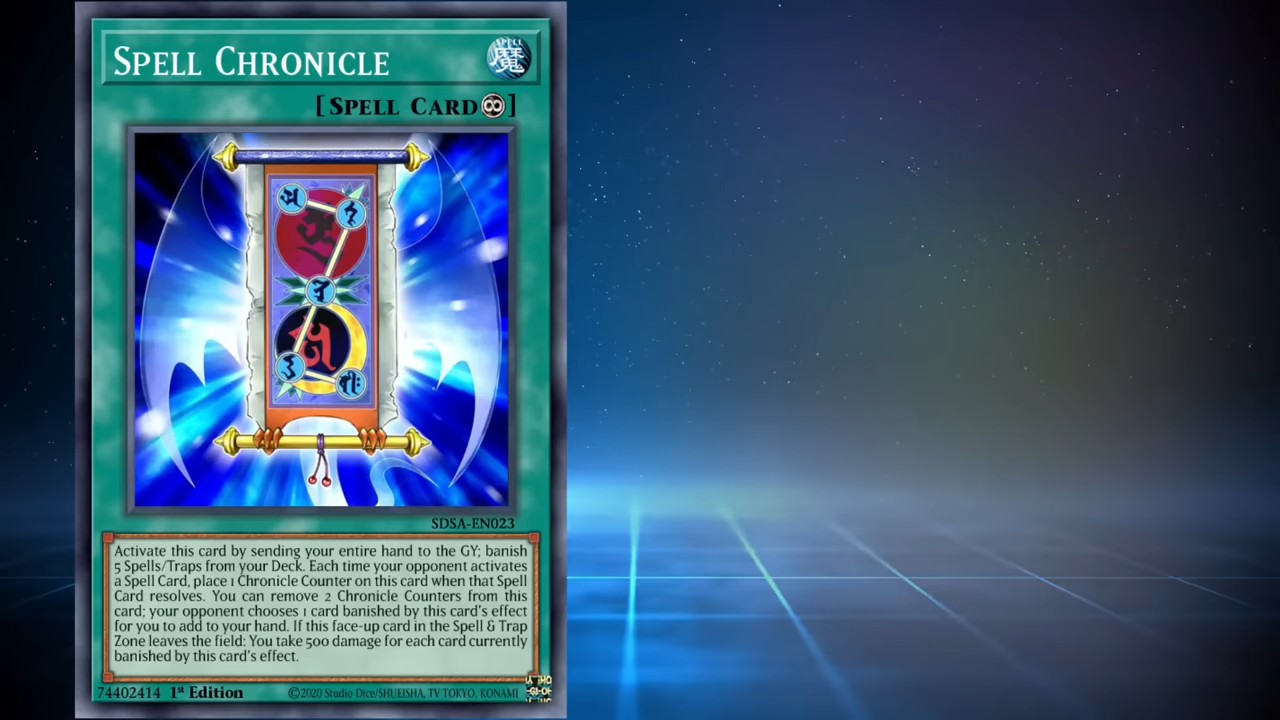 SPELL CHRONICLE
SPELL
魔
[SPELL CARD♾]
SDSA-EN023
Activate this card by sending your entire hand to the GY; banish
5 Spells/Traps from your Deck. Each time your opponent activates
a Spell Card, place 1 Chronicle Counter on this card when that Spell
Card resolves. You can remove 2 Chronicle Counters from this
card; your opponent chooses 1 card banished by this card's effect
for you to add to your hand. If this face-up card in the Spell & Trap
Zone leaves the field: You take 500 damage for each card currently
banished by this card's effect.
74402414 1st Edition ©2020 Studio Dice/SHUEISHA, TV TOKYO, KONAMI